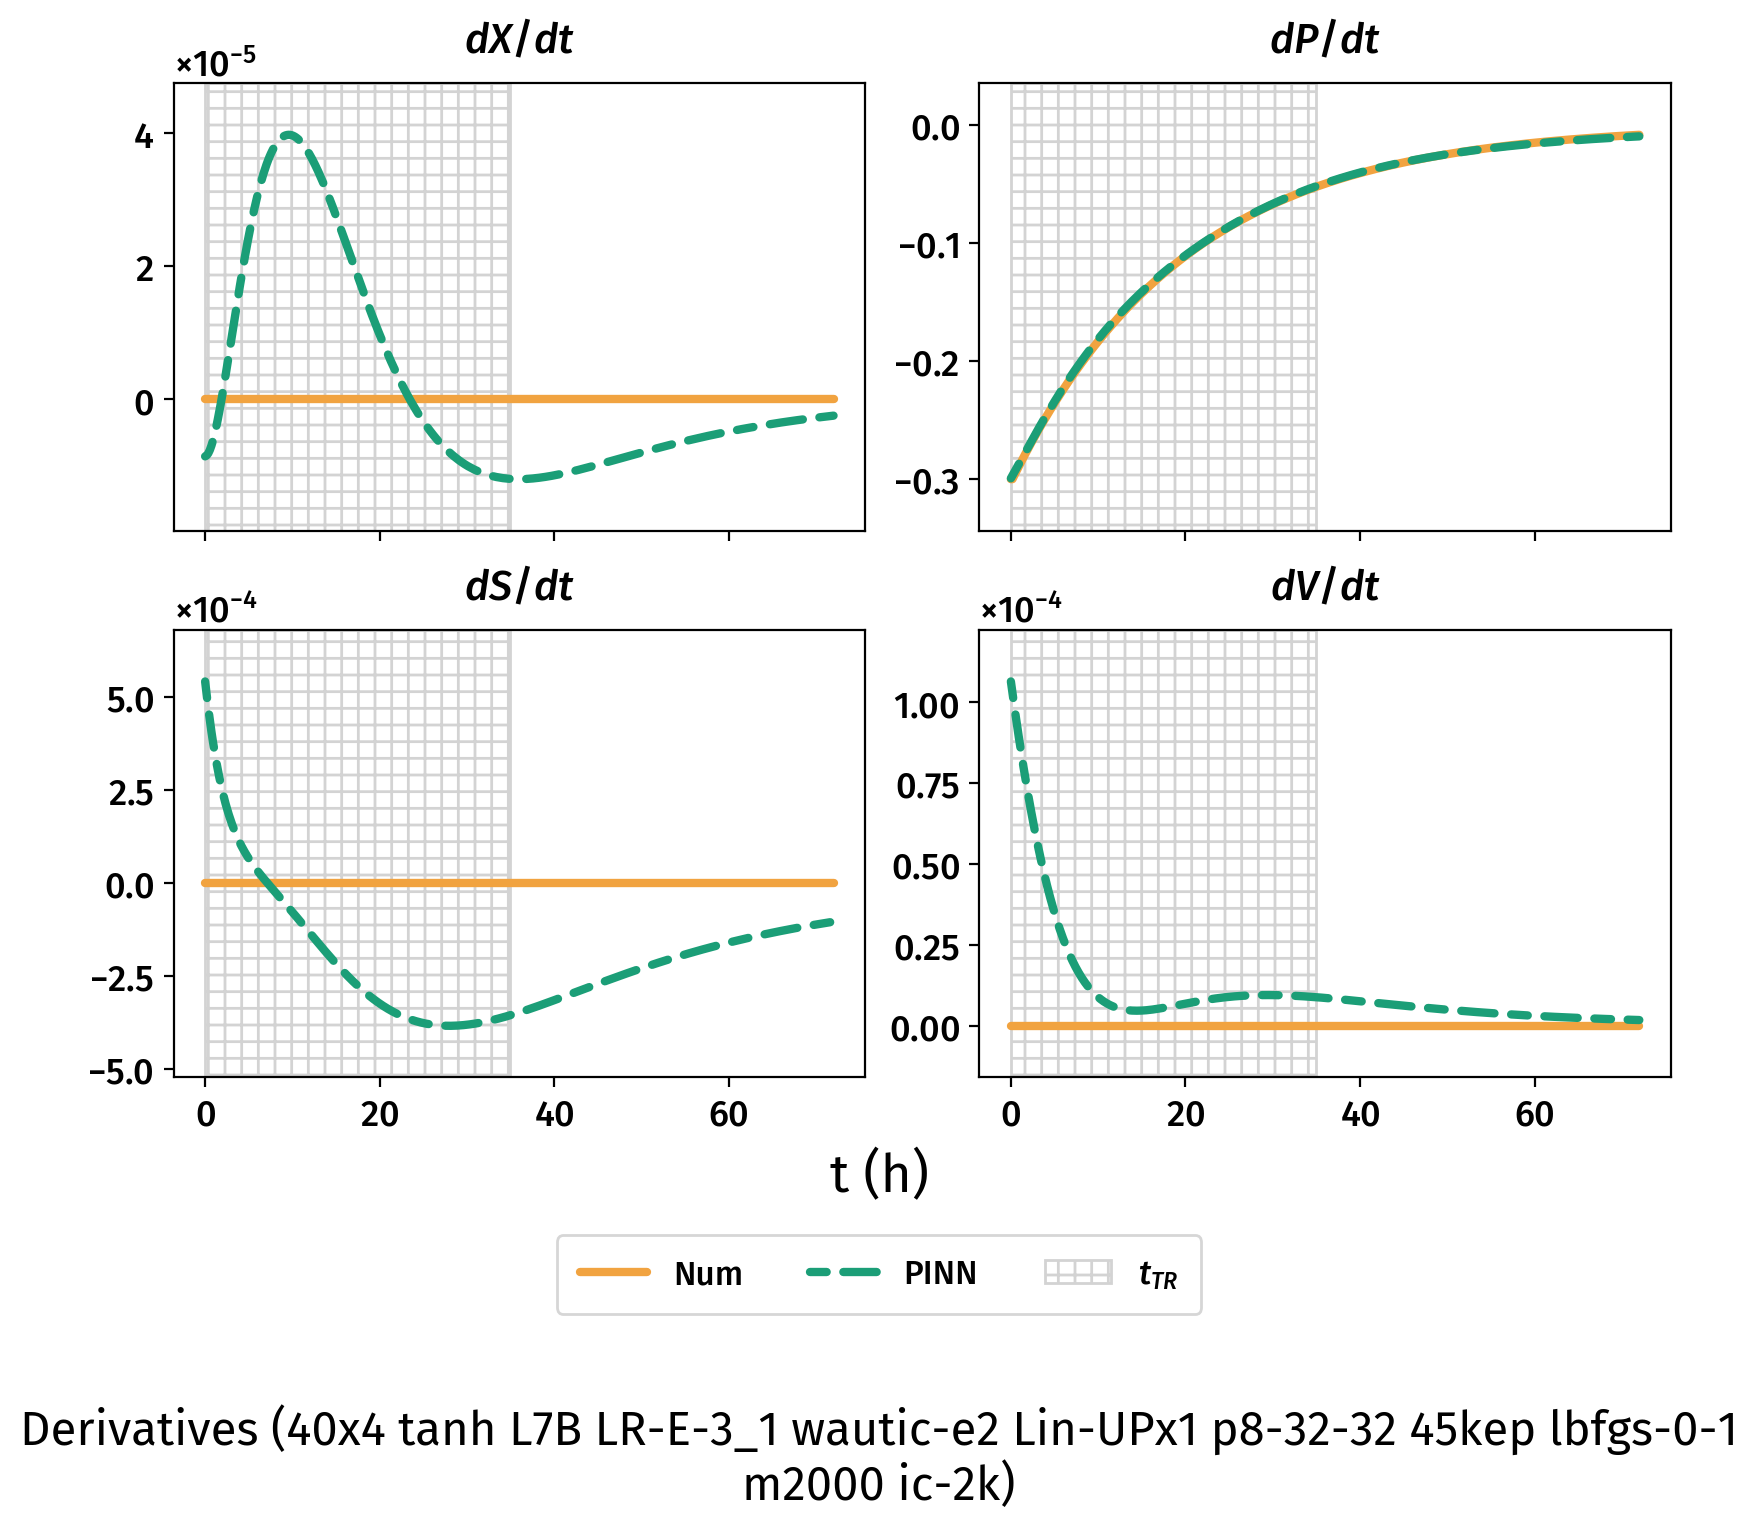 dX/dt
dP/dt
×10⁻⁵
4
2
0
0.0
−0.1
−0.2
−0.3
dS/dt
dV/dt
×10⁻⁴
×10⁻⁴
5.0
2.5
0.0
−2.5
−5.0
1.00
0.75
0.50
0.25
0.00
0 20 40 60
0 20 40 60
t (h)
Num PINN tTR
Derivatives (40x4 tanh L7B LR-E-3_1 wautic-e2 Lin-UPx1 p8-32-32 45kep lbfgs-0-1
m2000 ic-2k)